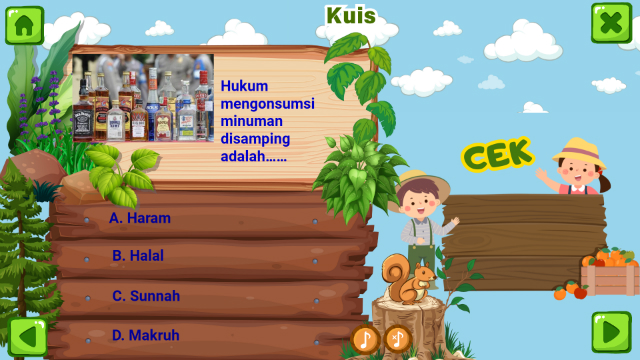 Kuis
Hukum
mengonsumsi
minuman
disamping
adalah......
CEK
A. Haram
B. Halal
C. Sunnah
D. Makruh